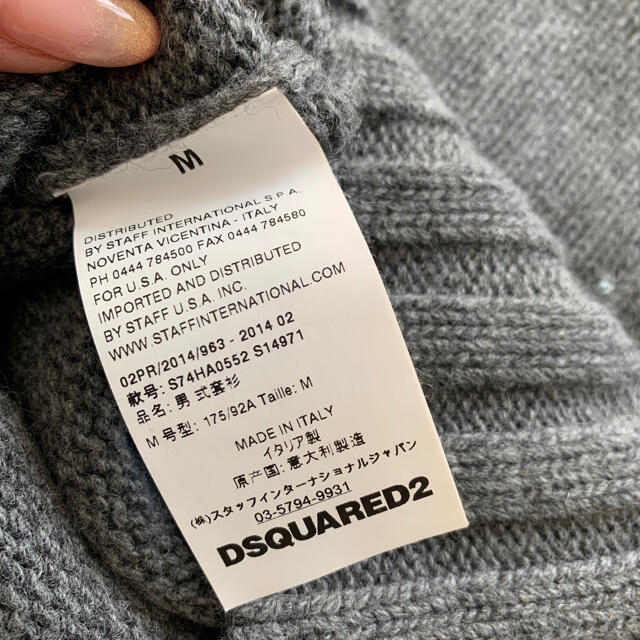 M
DISTRIBUTED
BY STAFF INTERNATIONAL S.P.A.
NOVENTA VICENTINA - ITALY
PH 0444 784500 FAX 0444 784580
FOR U.S.A. ONLY
IMPORTED AND DISTRIBUTED
BY STAFF U.S.A. INC.
WWW.STAFFINTERNATIONAL.COM
02PR/2014/963 - 2014 02
款号: S74HA0552 S14971
品名: 男 式套衫
M 号型: 175/92A Taille: M
MADE IN ITALY
イタリア製
原产国: 意大利製造
(株)スタッフインターナショナルジャパン
03-5794-9931
DSQUARED2